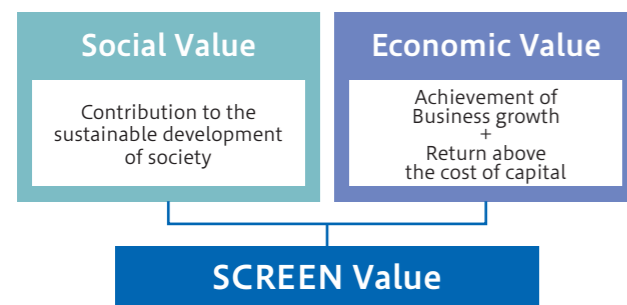 Social Value
Contribution to the
sustainable development
of society
Economic Value
Achievement of
Business growth
+
Return above
the cost of capital
SCREEN Value